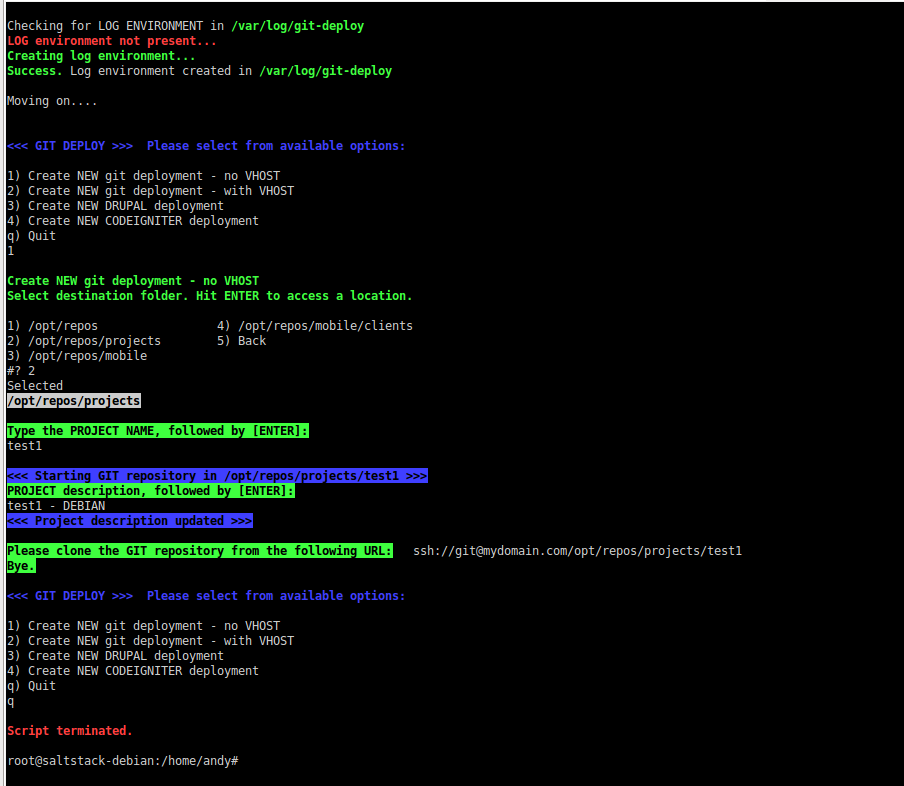 Checking for LOG ENVIRONMENT in /var/log/git-deploy
LOG environment not present...
Creating log environment...
Success. Log environment created in /var/log/git-deploy
Moving on....
<<< GIT DEPLOY >>>  Please select from available options:
1) Create NEW git deployment - no VHOST
2) Create NEW git deployment - with VHOST
3) Create NEW DRUPAL deployment
4) Create NEW CODEIGNITER deployment
q) Quit
1
Create NEW git deployment - no VHOST
Select destination folder. Hit ENTER to access a location.
1) /opt/repos                 4) /opt/repos/mobile/clients
2) /opt/repos/projects        5) Back
3) /opt/repos/mobile
#? 2
Selected
/opt/repos/projects
Type the PROJECT NAME, followed by [ENTER]:
test1
<<< Starting GIT repository in /opt/repos/projects/test1 >>>
PROJECT description, followed by [ENTER]:
test1 - DEBIAN
<<< Project description updated >>>
Please clone the GIT repository from the following URL:   ssh://git@mydomain.com/opt/repos/projects/test1
Bye.
<<< GIT DEPLOY >>>  Please select from available options:
1) Create NEW git deployment - no VHOST
2) Create NEW git deployment - with VHOST
3) Create NEW DRUPAL deployment
4) Create NEW CODEIGNITER deployment
q) Quit
q
Script terminated.
root@saltstack-debian:/home/andy#